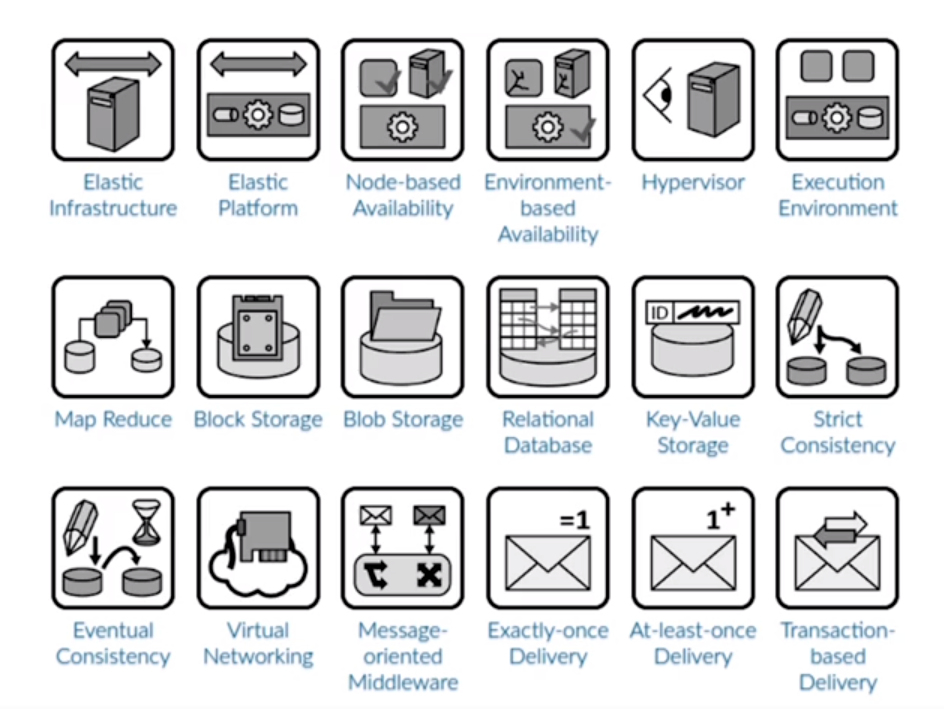 Elastic
Infrastructure
Elastic
Platform
Node-based
Availability
Environment-
based
Availability
Hypervisor
Execution
Environment
Map Reduce
Block Storage
Blob Storage
Relational
Database
ID
Key-Value
Storage
Strict
Consistency
Eventual
Consistency
Virtual
Networking
Message-
oriented
Middleware
=1
Exactly-once
Delivery
1+
At-least-once
Delivery
Transaction-
based
Delivery